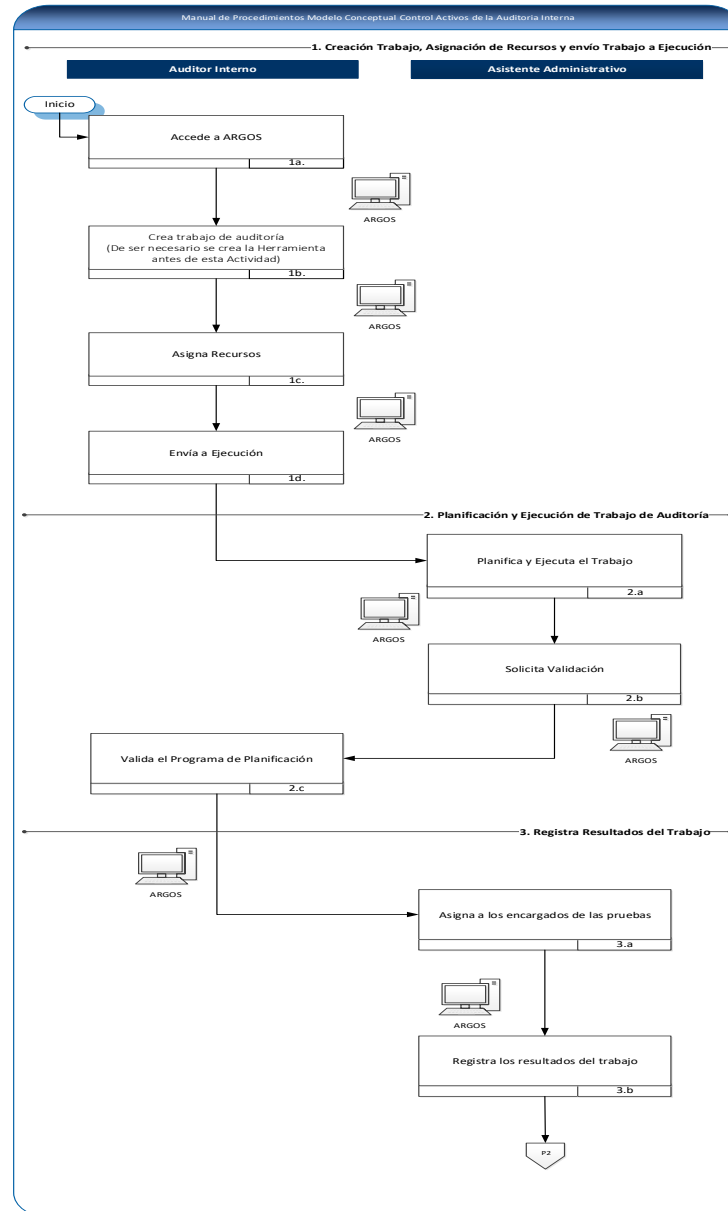 Manual de Procedimientos Modelo Conceptual Control Activos de la Auditoria Interna
1. Creación Trabajo, Asignación de Recursos y envío Trabajo a Ejecución
Auditor Interno
Asistente Administrativo
Inicio
Accede a ARGOS
1a.
ARGOS
Crea trabajo de auditoría
(De ser necesario se crea la Herramienta
antes de esta Actividad)
1b.
ARGOS
Asigna Recursos
1c.
ARGOS
Envía a Ejecución
1d.
2. Planificación y Ejecución de Trabajo de Auditoría
Planifica y Ejecuta el Trabajo
2.a
ARGOS
Solicita Validación
2.b
ARGOS
Valida el Programa de Planificación
2.c
3. Registra Resultados del Trabajo
ARGOS
Asigna a los encargados de las pruebas
3.a
ARGOS
Registra los resultados del trabajo
3.b
P2